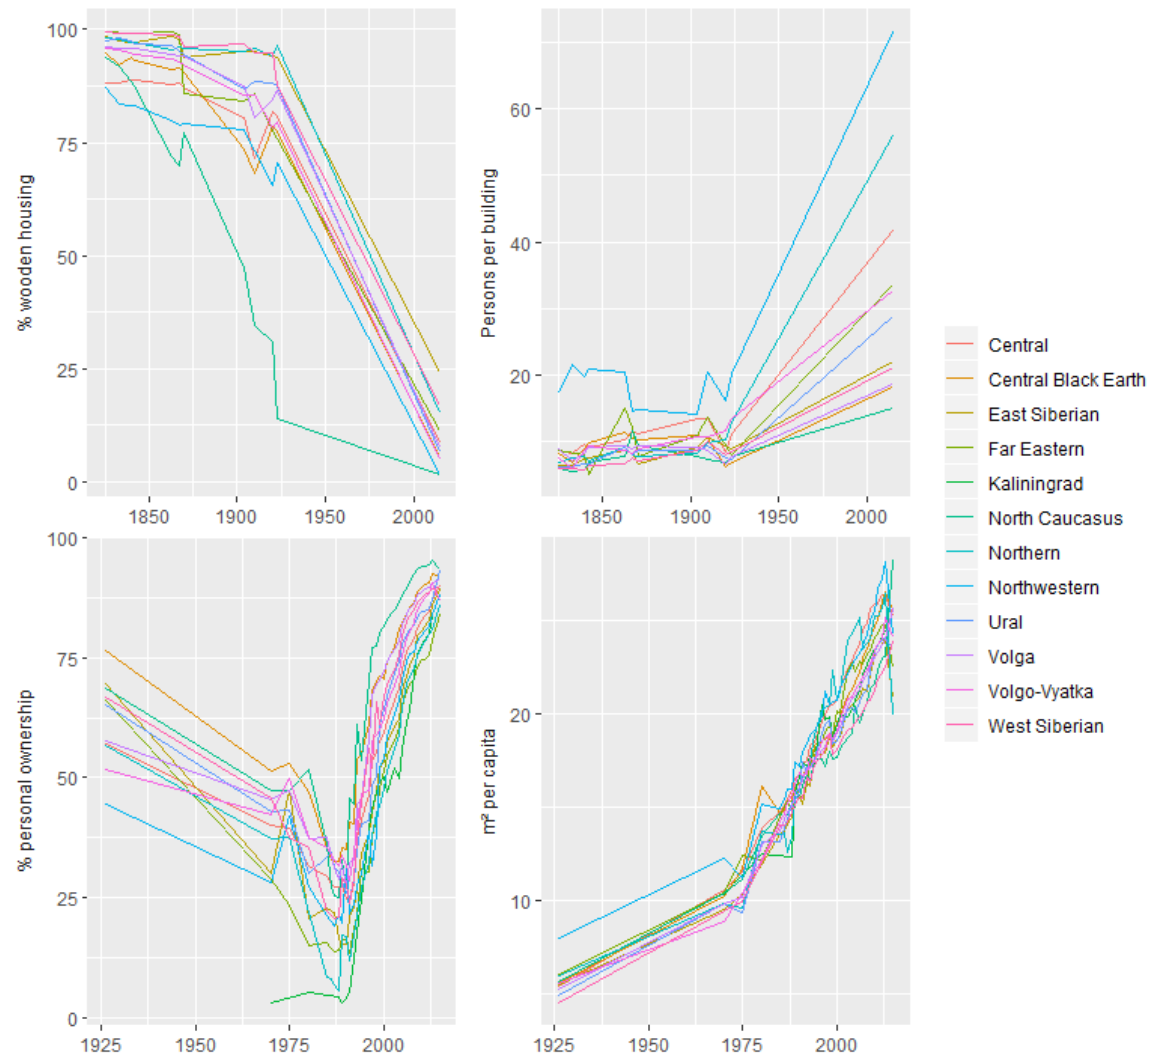 % wooden housing
100
75
50
25
0
1850
1900
1950
2000
Persons per building
60
40
20
1850
1900
1950
2000
% personal ownership
100
75
50
25
0
1925
1950
1975
2000
m² per capita
20
10
1925
1950
1975
2000
Central
Central Black Earth
East Siberian
Far Eastern
Kaliningrad
North Caucasus
Northern
Northwestern
Ural
Volga
Volgo-Vyatka
West Siberian